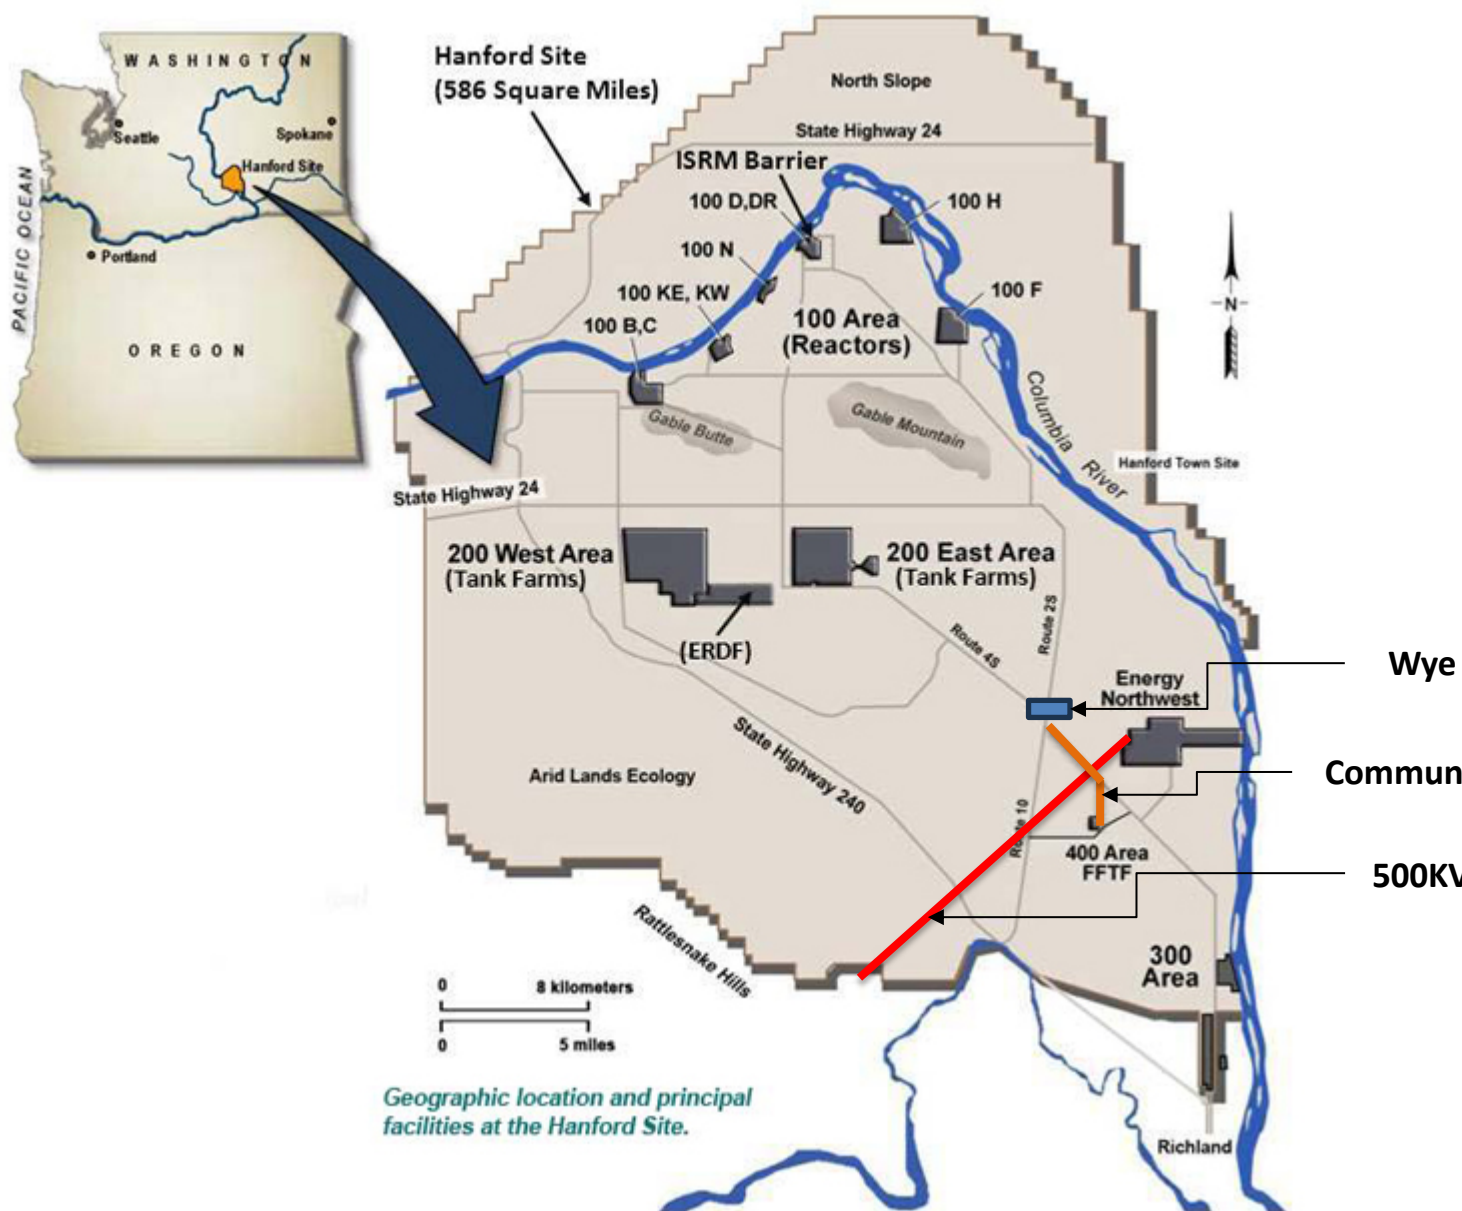 WASHINGTON
Seattle
Spokane
Hanford Site
PACIFIC OCEAN
Portland
OREGON
Hanford Site
(586 Square Miles)
North Slope
State Highway 24
ISRM Barrier
100 D,DR
100 H
100 N
100 KE, KW
100 F
100 B,C
100 Area
(Reactors)
N
Gable Butte
Gable Mountain
Columbia River
Hanford Town Site
State Highway 24
200 West Area
(Tank Farms)
200 East Area
(Tank Farms)
(ERDF)
Route 4S
Route 2S
Wye
Energy
Northwest
State Highway 240
Arid Lands Ecology
Commun
Route 10
400 Area
FFTF
500KV
Rattlesnake Hills
300
Area
0 8 kilometers
0 5 miles
Geographic location and principal
facilities at the Hanford Site.
Richland